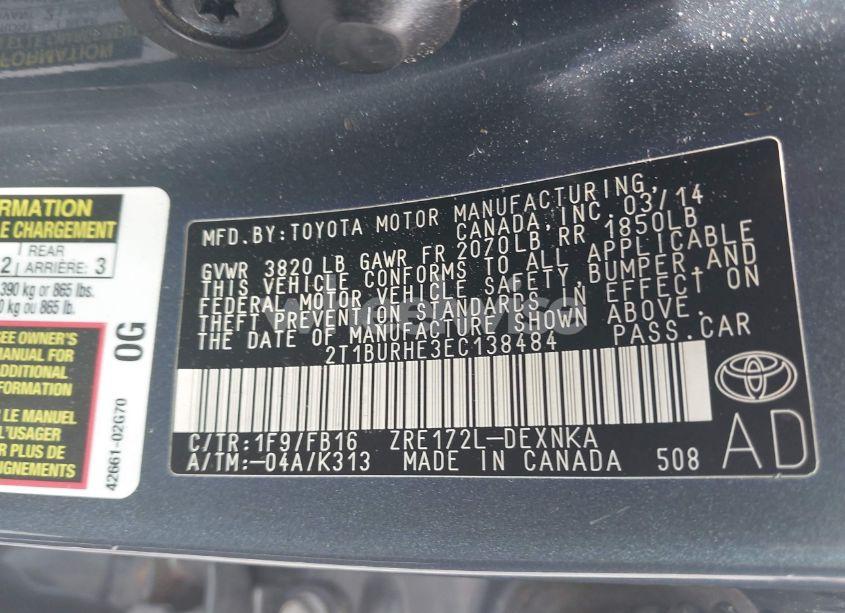 MFD.BY:TOYOTA MOTOR MANUFACTURING,
CANADA, INC. 03/14
GVWR 3820 LB GAWR FR 2070LB, RR 1850LB
THIS VEHICLE CONFORMS TO ALL APPLICABLE
FEDERAL MOTOR VEHICLE SAFETY, BUMPER, AND
THEFT PREVENTION STANDARDS IN EFFECT ON
THE DATE OF MANUFACTURE SHOWN ABOVE.
2T1BURHE3EC138484 PASS.CAR
C/TR:1F9/FB16 ZRE172L-DEXNKA
A/TM:-04A/K313 MADE IN CANADA 508
AD
RMATION
E CHARGEMENT
2 REAR
ARRIÈRE: 3
390 kg or 865 lbs.
0 kg ou 865 lb.
SEE OWNER'S
MANUAL FOR
ADDITIONAL
INFORMATION
LE MANUEL
L'USAGER
PLUS DE
IGNEMENTS
0G
42661-02G70
FORMATION